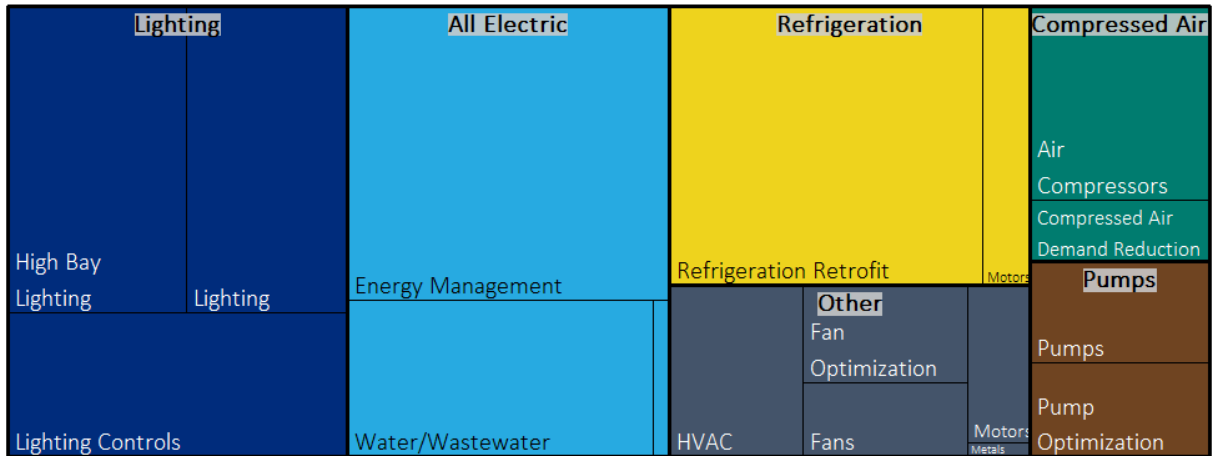 Lighting
High Bay
Lighting
Lighting
Lighting Controls
All Electric
Energy Management
Water/Wastewater
Refrigeration
Refrigeration Retrofit
Motors
Other
HVAC
Fan
Optimization
Fans
Motors
Metals
Compressed Air
Air
Compressors
Compressed Air
Demand Reduction
Pumps
Pumps
Pump
Optimization